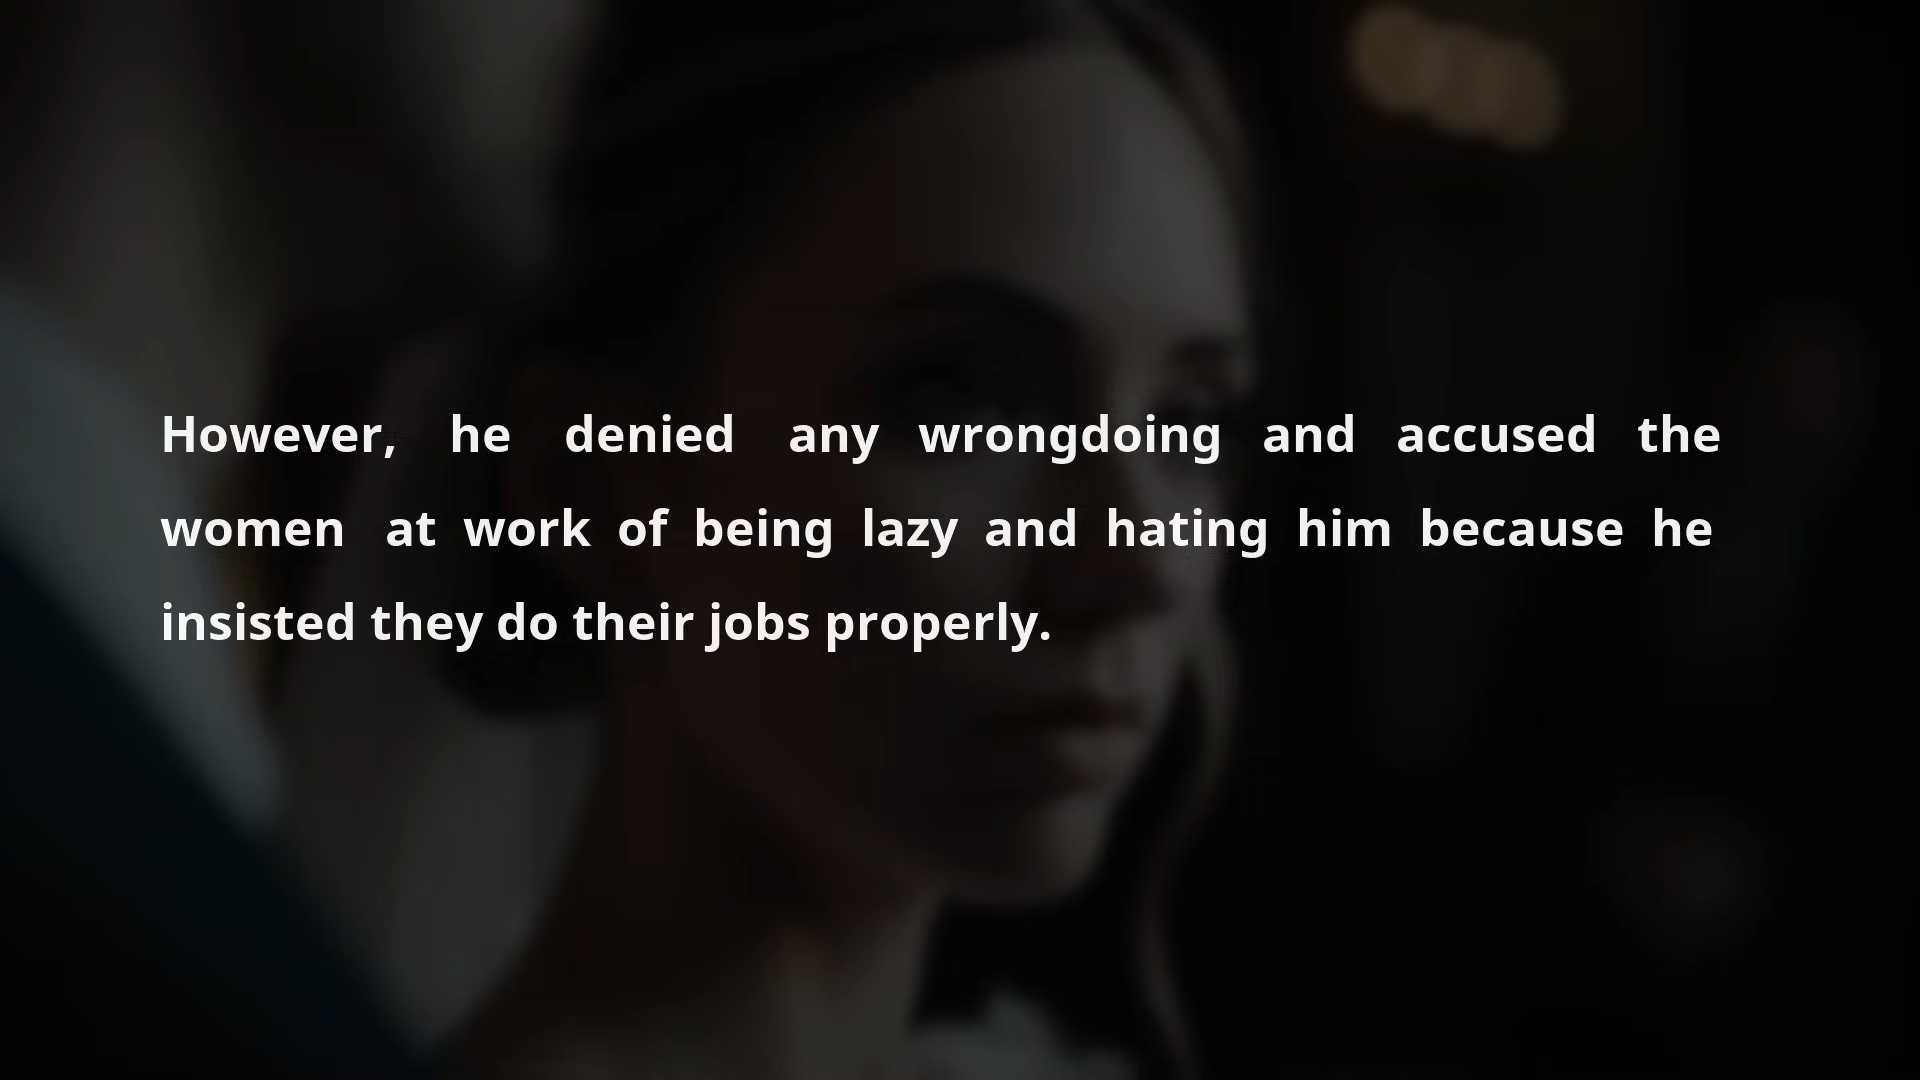 However, he denied any wrongdoing and accused the
women at work of being lazy and hating him because he
insisted they do their jobs properly.